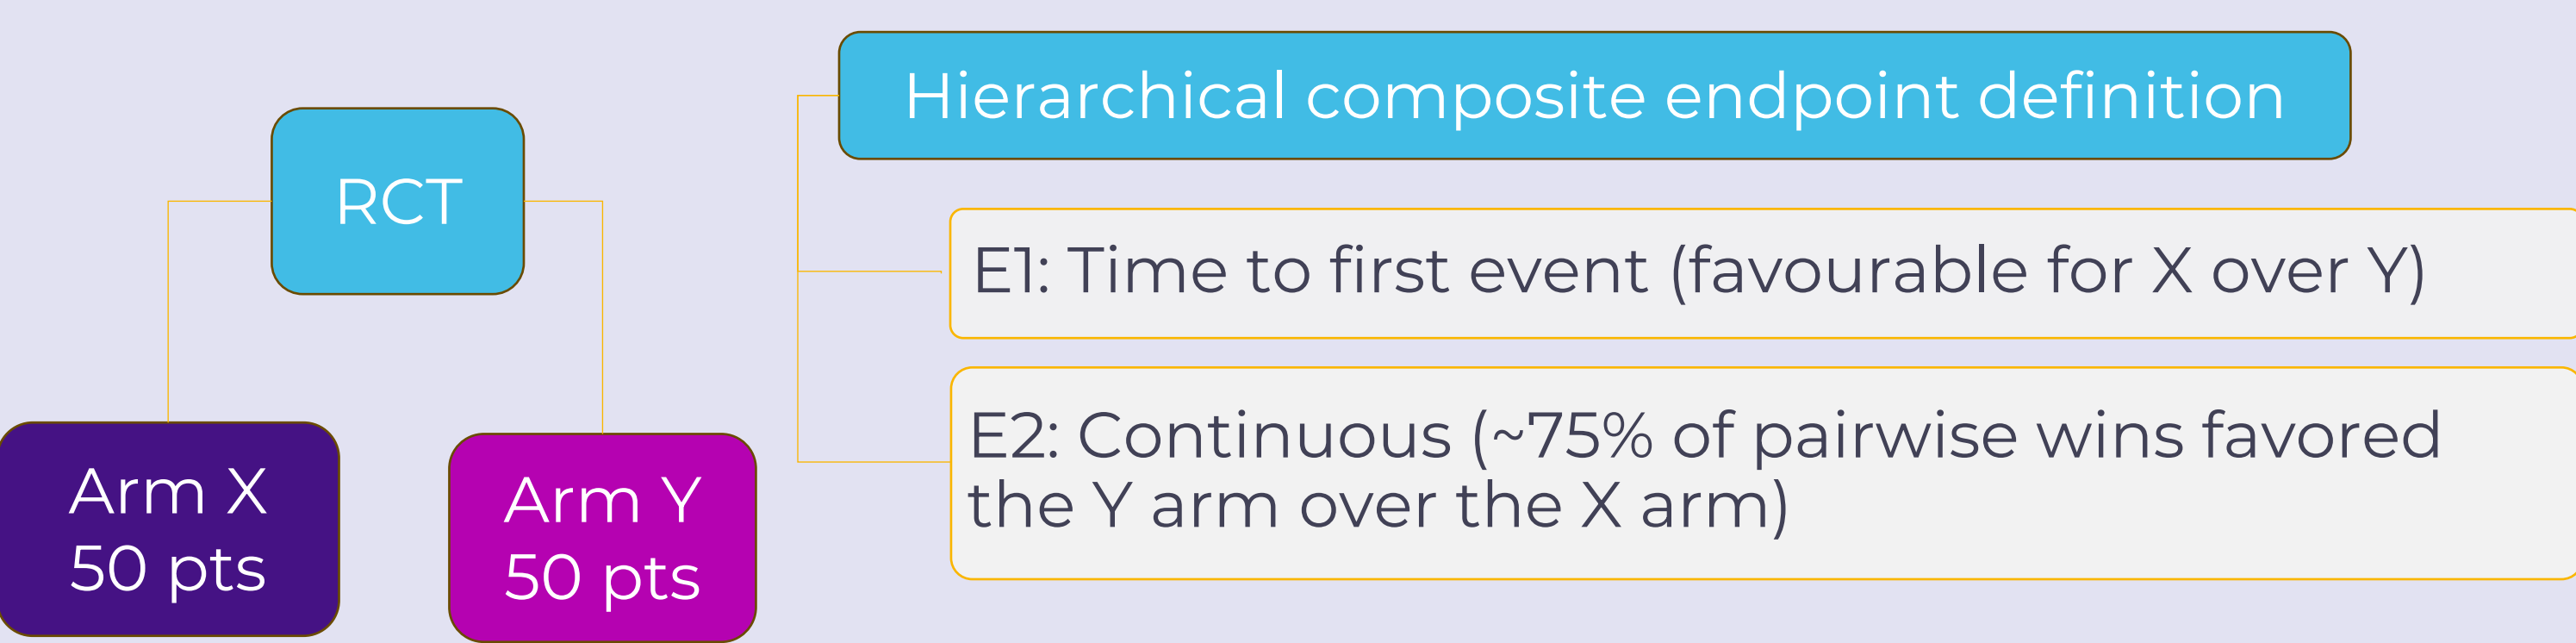 RCT
Arm X
50 pts
Arm Y
50 pts
Hierarchical composite endpoint definition
E1: Time to first event (favourable for X over Y)
E2: Continuous (~75% of pairwise wins favored
the Y arm over the X arm)